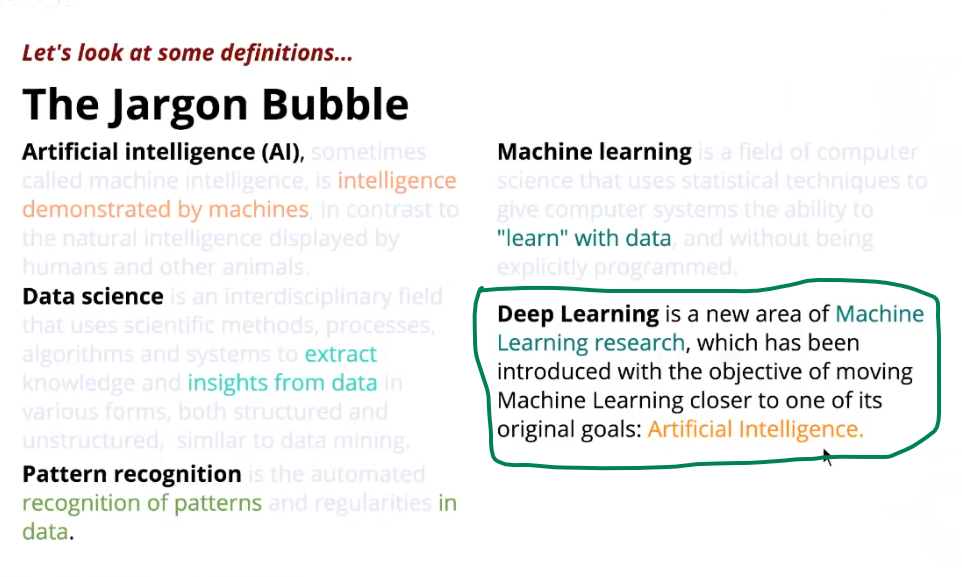 Let's look at some definitions...
The Jargon Bubble
Artificial intelligence (AI), sometimes
called machine intelligence, is intelligence
demonstrated by machines, in contrast to
the natural intelligence displayed by
humans and other animals.
Data science is an interdisciplinary field
that uses scientific methods, processes,
algorithms and systems to extract
knowledge and insights from data in
various forms, both structured and
unstructured, similar to data mining.
Pattern recognition is the automated
recognition of patterns and regularities in
data.
Machine learning is a field of computer
science that uses statistical techniques to
give computer systems the ability to
"learn" with data, and without being
explicitly programmed.
Deep Learning is a new area of Machine
Learning research, which has been
introduced with the objective of moving
Machine Learning closer to one of its
original goals: Artificial Intelligence.